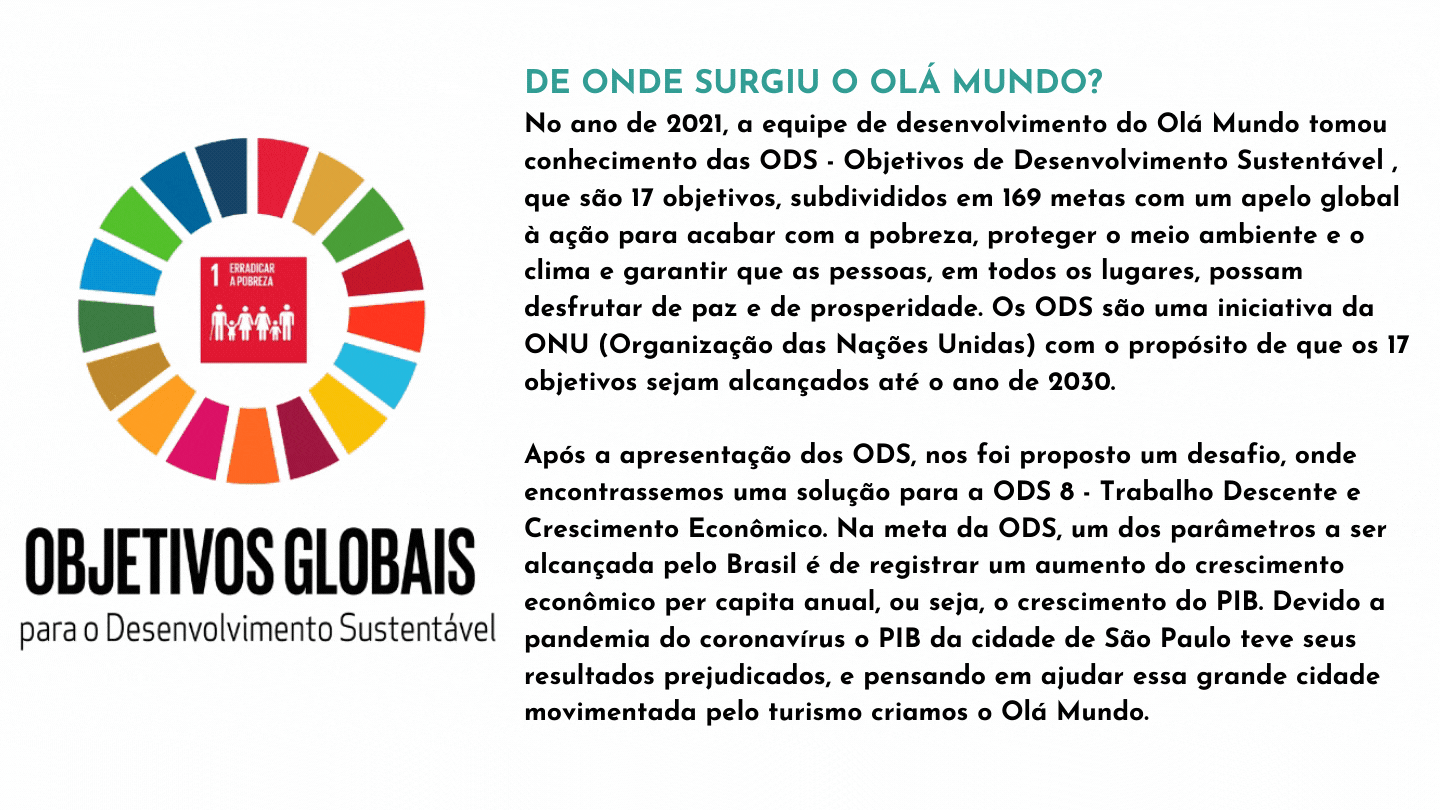 1 ERRADICAR
A POBREZA
OBJETIVOS GLOBAIS
para o Desenvolvimento Sustentável
DE ONDE SURGIU O OLÁ MUNDO?
No ano de 2021, a equipe de desenvolvimento do Olá Mundo tomou
conhecimento das ODS - Objetivos de Desenvolvimento Sustentável ,
que são 17 objetivos, subdivididos em 169 metas com um apelo global
à ação para acabar com a pobreza, proteger o meio ambiente e o
clima e garantir que as pessoas, em todos os lugares, possam
desfrutar de paz e de prosperidade. Os ODS são uma iniciativa da
ONU (Organização das Nações Unidas) com o propósito de que os 17
objetivos sejam alcançados até o ano de 2030.
Após a apresentação dos ODS, nos foi proposto um desafio, onde
encontrassemos uma solução para a ODS 8 - Trabalho Descente e
Crescimento Econômico. Na meta da ODS, um dos parâmetros a ser
alcançada pelo Brasil é de registrar um aumento do crescimento
econômico per capita anual, ou seja, o crescimento do PIB. Devido a
pandemia do coronavírus o PIB da cidade de São Paulo teve seus
resultados prejudicados, e pensando em ajudar essa grande cidade
movimentada pelo turismo criamos o Olá Mundo.